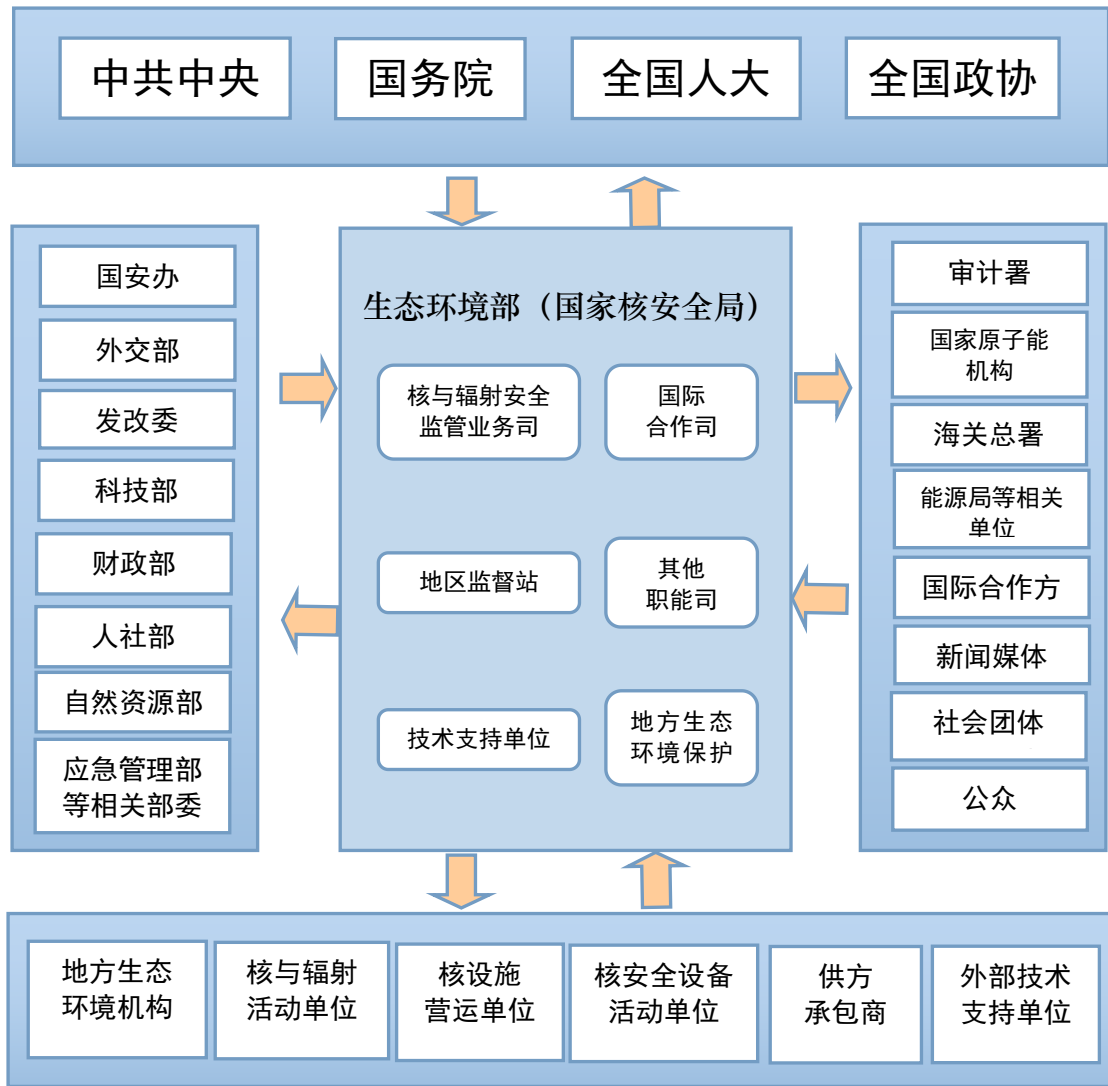 中共中央
国务院
全国人大
全国政协
国安办
外交部
发改委
科技部
财政部
人社部
自然资源部
应急管理部
等相关部委
生态环境部（国家核安全局）
核与辐射安全
监管业务司
国际
合作司
地区监督站
其他
职能司
技术支持单位
地方生态
环境保护
审计署
国家原子能
机构
海关总署
能源局等相关
单位
国际合作方
新闻媒体
社会团体
公众
地方生态
环境机构
核与辐射
活动单位
核设施
营运单位
核安全设备
活动单位
供方
承包商
外部技术
支持单位